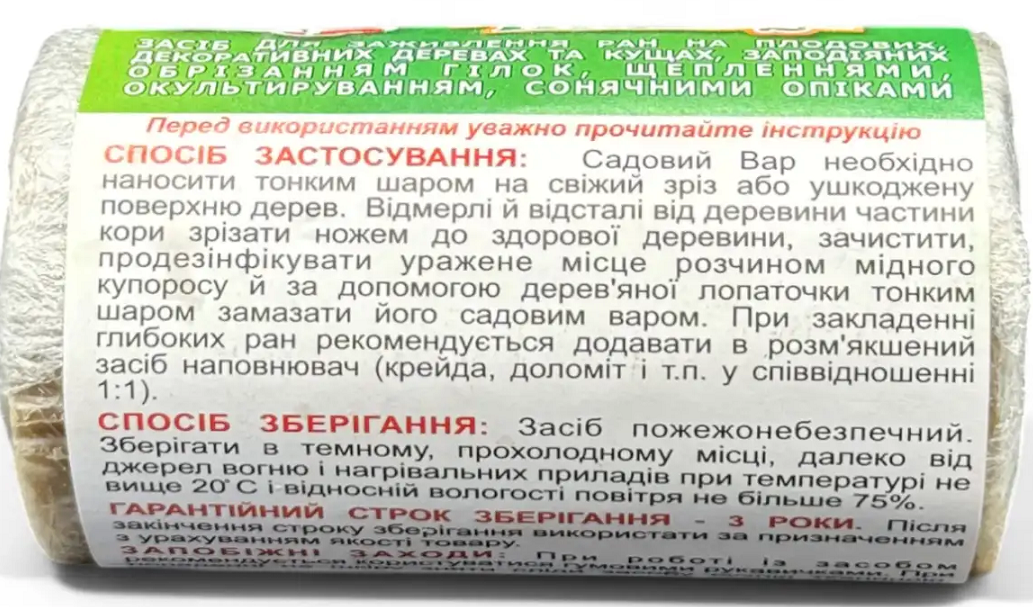 ЗАСІБ ДЛЯ ЗАЖИВЛЕННЯ РАН НА ПЛОДОВИХ,
ДЕКОРАТИВНИХ ДЕРЕВАХ ТА КУЩАХ, ЗАПОДІЯНИХ
ОБРІЗАННЯМ ГІЛОК, ЩЕПЛЕННЯМИ,
ОКУЛЬТИРУВАННЯМ, СОНЯЧНИМИ ОПІКАМИ
Перед використанням уважно прочитайте інструкцію
СПОСІБ ЗАСТОСУВАННЯ: Садовий Вар необхідно
наносити тонким шаром на свіжий зріз або ушкоджену
поверхню дерев. Відмерлі й відсталі від деревини частини
кори зрізати ножем до здорової деревини, зачистити,
продезінфікувати уражене місце розчином мідного
купоросу й за допомогою дерев'яної лопаточки тонким
шаром замазати його садовим варом. При закладенні
глибоких ран рекомендується додавати в розм'якшений
засіб наповнювач (крейда, доломіт і т.п. у співвідношенні
1:1).
СПОСІБ ЗБЕРІГАННЯ: Засіб пожежонебезпечний.
Зберігати в темному, прохолодному місці, далеко від
джерел вогню і нагрівальних приладів при температурі не
вище 20°С і відносній вологості повітря не більше 75%.
ГАРАНТІЙНИЙ СТРОК ЗБЕРІГАННЯ - 3 РОКИ. Після
закінчення строку зберігання використати за призначенням
з урахуванням якості товару.
ЗАПОБІЖНІ ЗАХОДИ: При роботі із засобом
рекомендується користуватися гумовими рукавичками. При